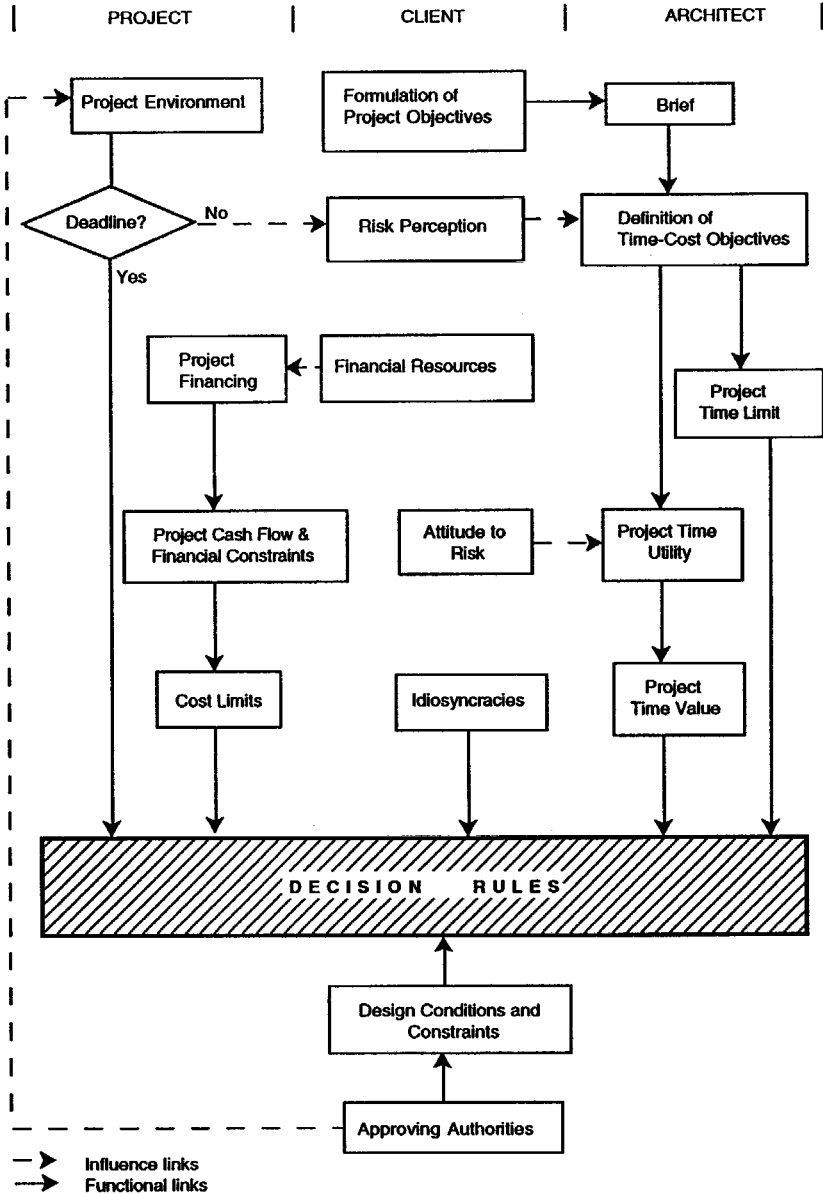 PROJECT
CLIENT
ARCHITECT
Project Environment
Formulation of
Project Objectives
Brief
Deadline?
No
Risk Perception
Definition of
Time-Cost Objectives
Yes
Project
Financing
Financial Resources
Project
Time Limit
Project Cash Flow &
Financial Constraints
Attitude to
Risk
Project Time
Utility
Cost Limits
Idiosyncracies
Project
Time Value
DECISION RULES
Design Conditions and
Constraints
Approving Authorities
Influence links
Functional links